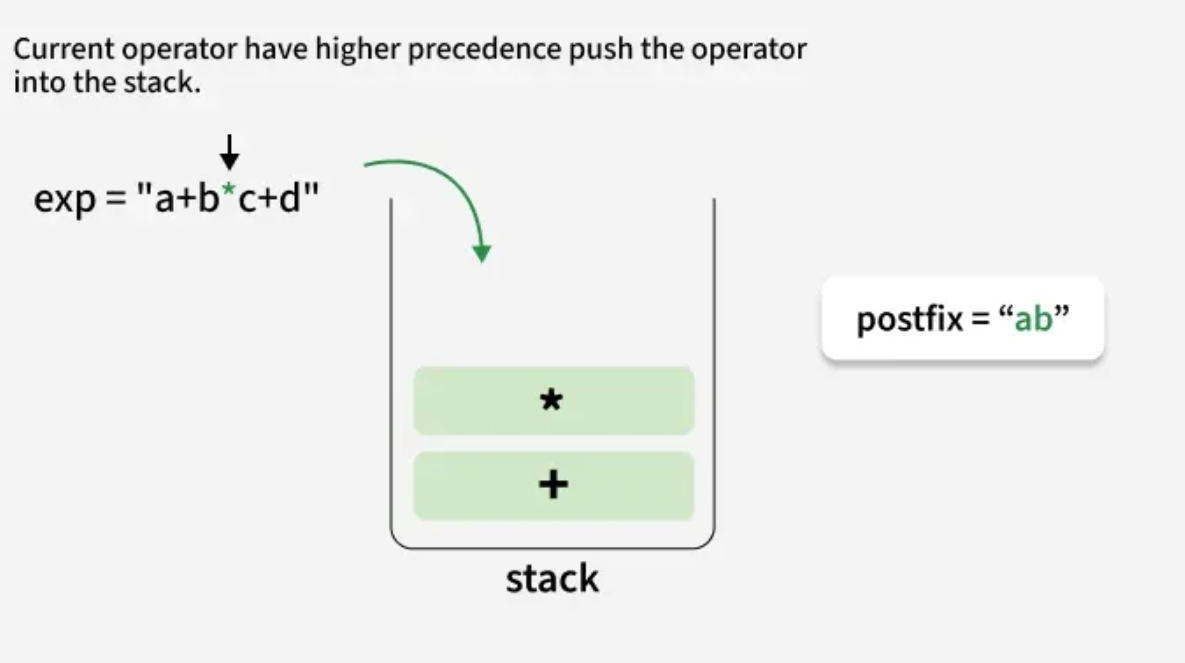 Current operator have higher precedence push the operator
into the stack.
exp = "a+b*c+d"
postfix = “ab”
*
+
stack